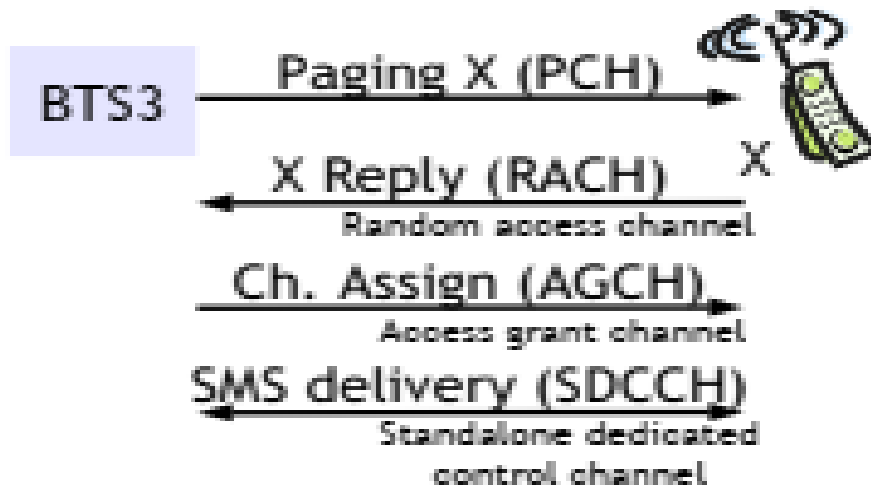 Paging X (PCH)
BTS3
X
X Reply (RACH)
Random access channel
Ch. Assign (AGCH)
Access grant channel
SMS delivery (SDCCH)
Standalone dedicated
control channel